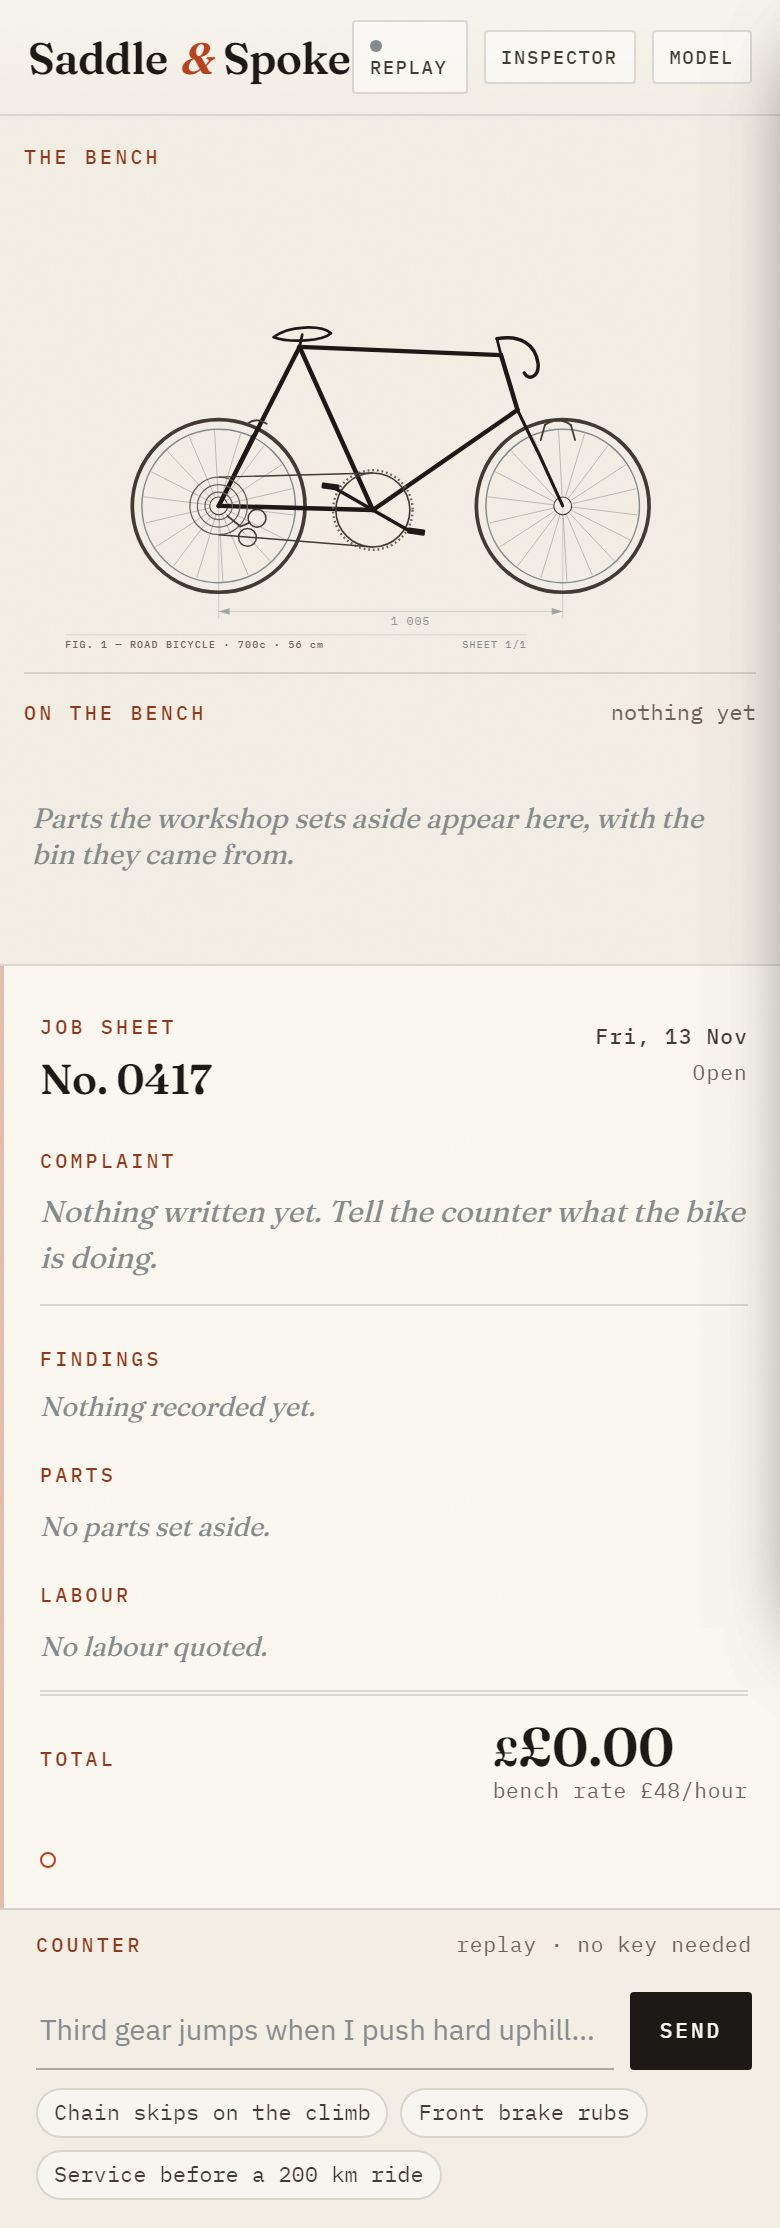 Saddle & Spoke
REPLAY
INSPECTOR
MODEL
THE BENCH
1 005
FIG. 1 — ROAD BICYCLE · 700c · 56 cm
SHEET 1/1
ON THE BENCH
nothing yet
Parts the workshop sets aside appear here, with the
bin they came from.
JOB SHEET
No. 0417
Fri, 13 Nov
Open
COMPLAINT
Nothing written yet. Tell the counter what the bike
is doing.
FINDINGS
Nothing recorded yet.
PARTS
No parts set aside.
LABOUR
No labour quoted.
TOTAL
££0.00
bench rate £48/hour
COUNTER
replay · no key needed
Third gear jumps when I push hard uphill...
SEND
Chain skips on the climb
Front brake rubs
Service before a 200 km ride